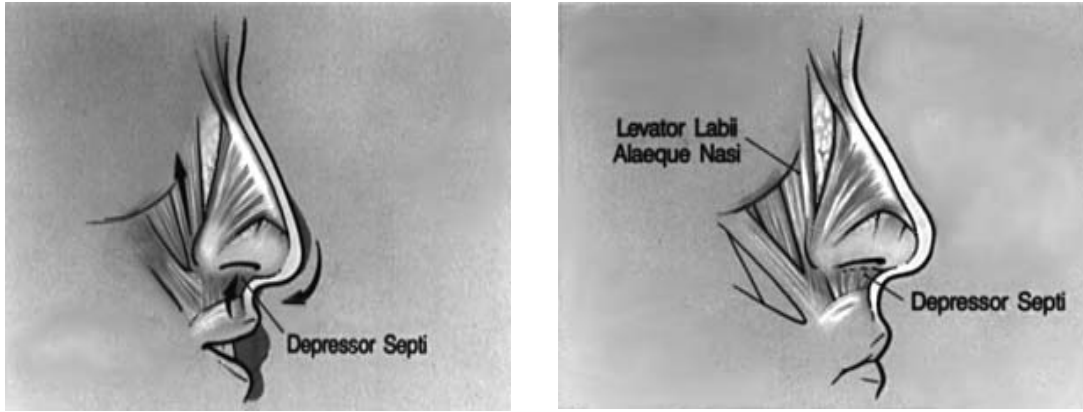 Depressor Septi
Levator Labii
Alaeque Nasi
Depressor Septi